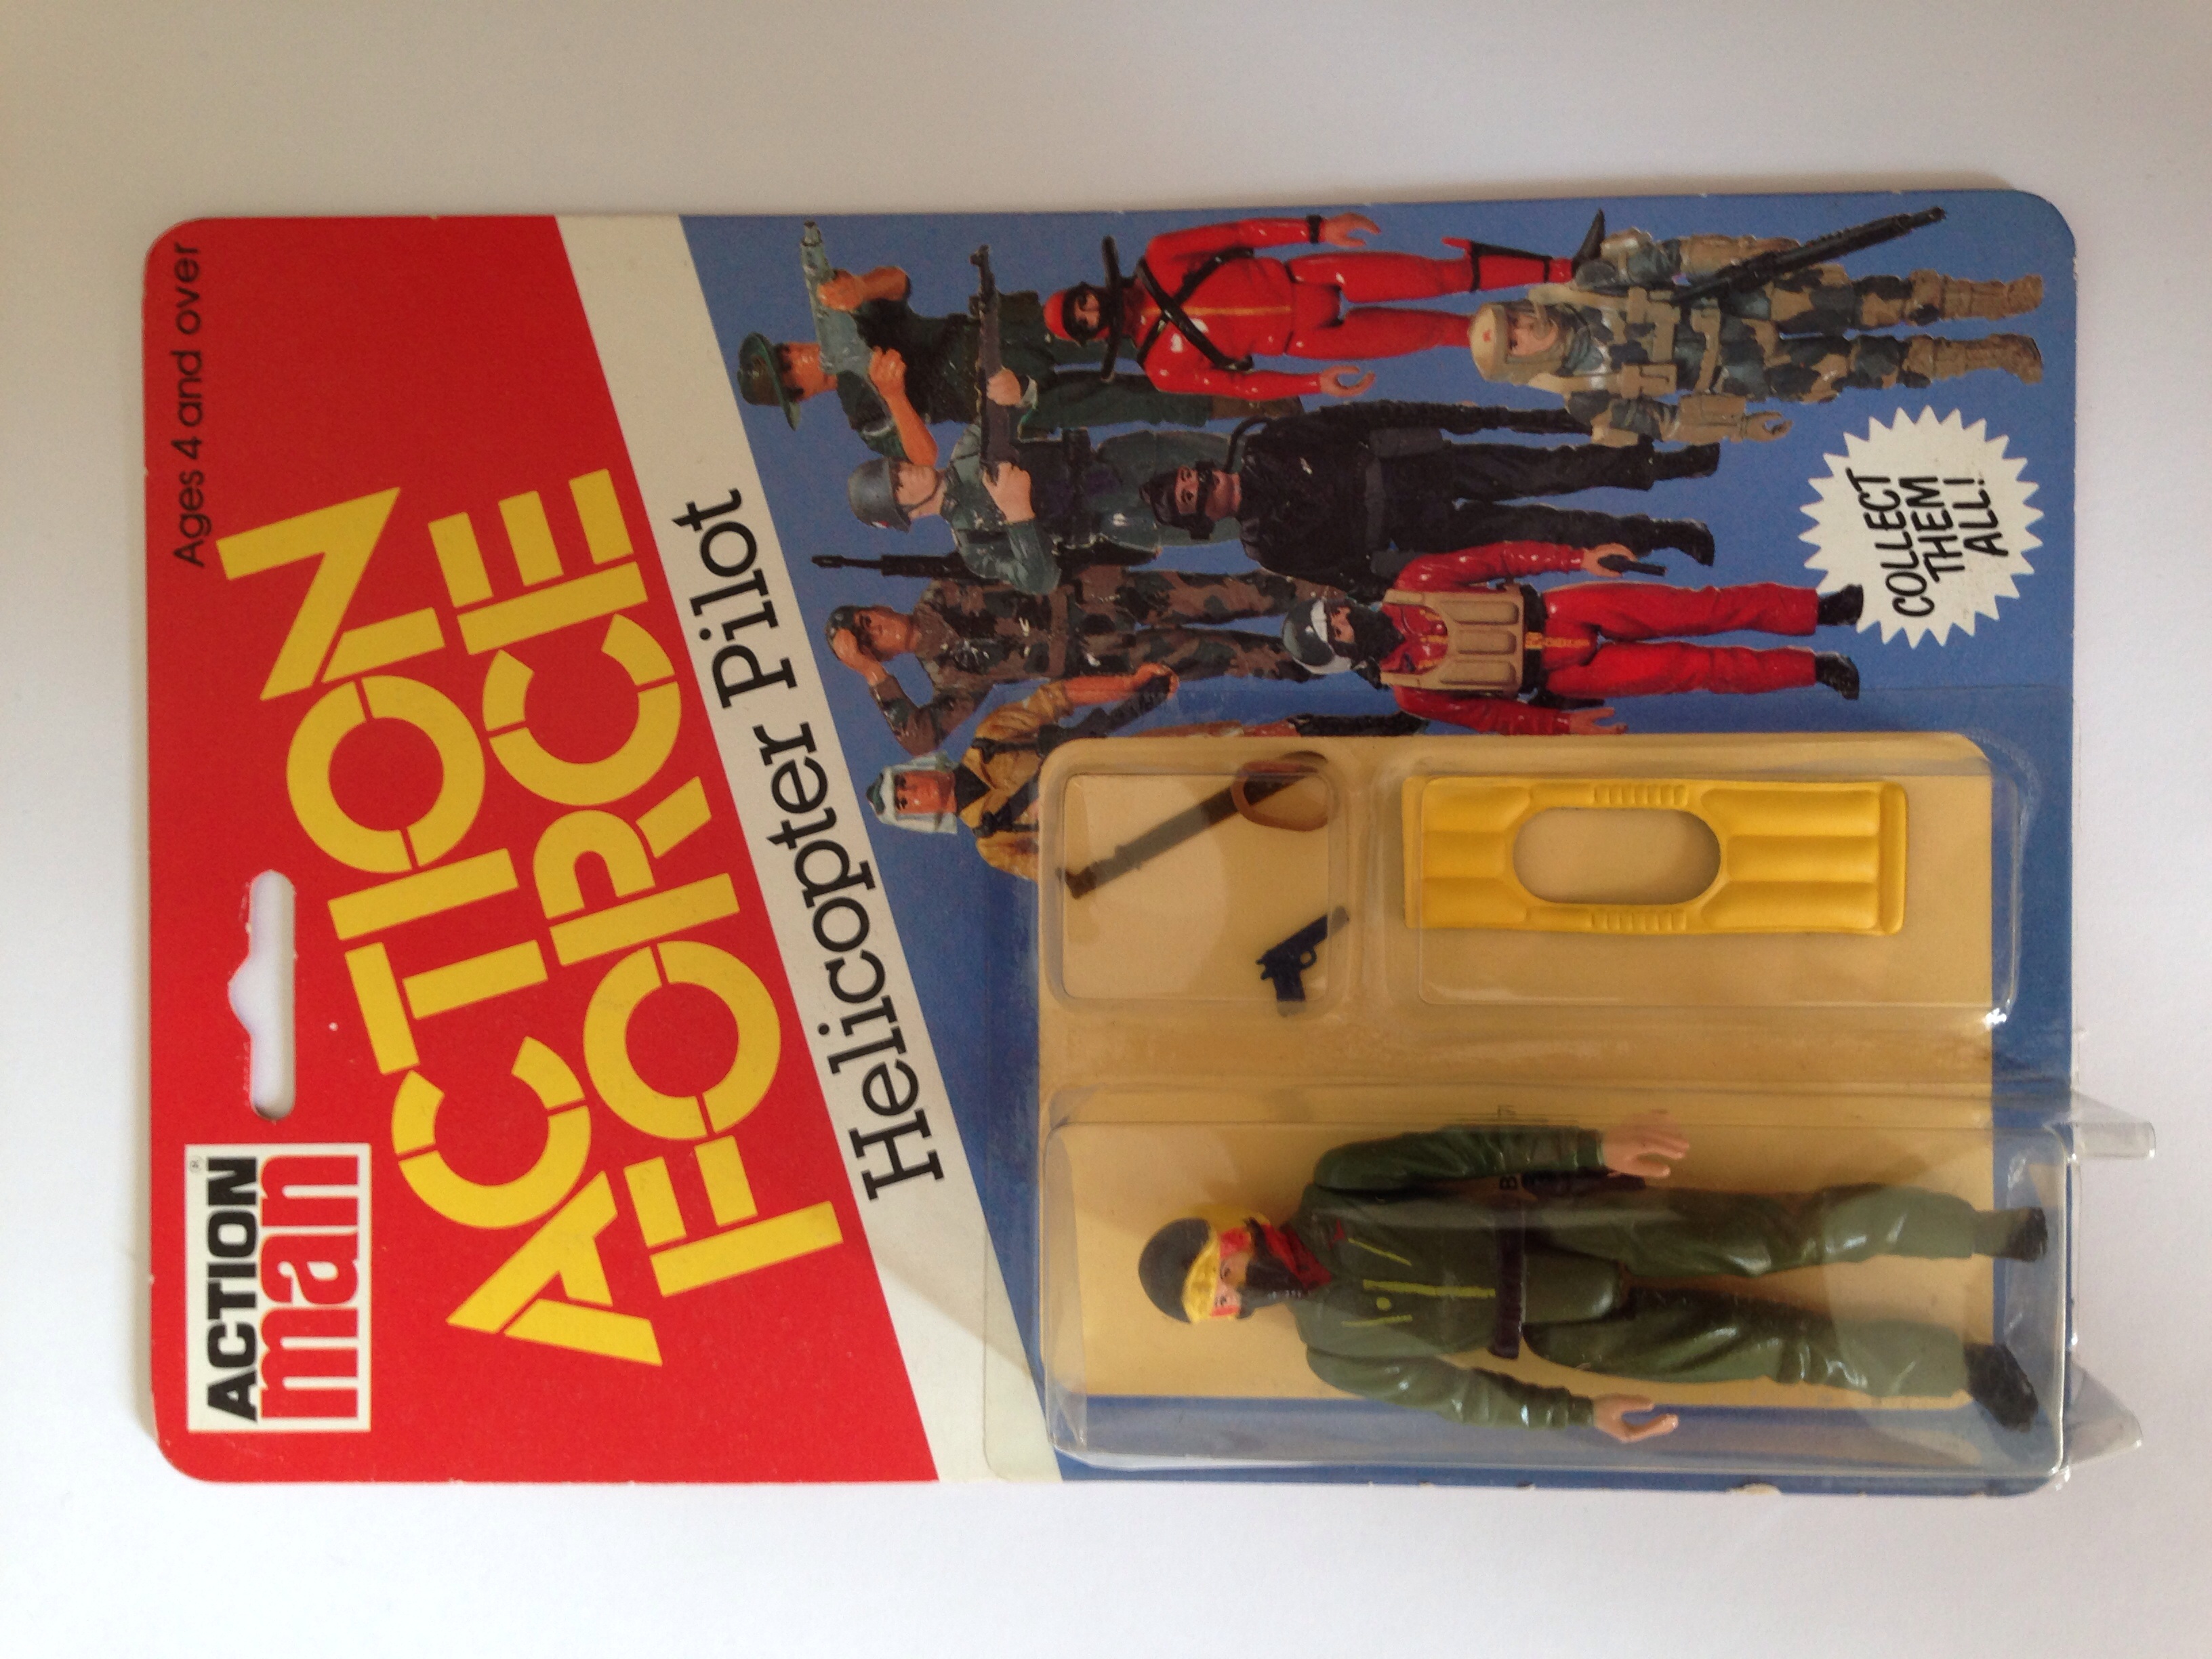 Ages 4 and over
ACTION
man
®
ACTION
FORCE
Helicopter Pilot
COLLECT
THEM
ALL!